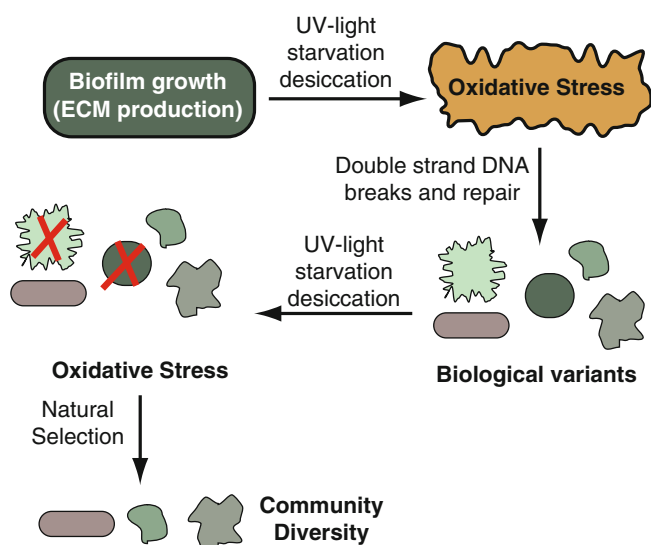 Biofilm growth
(ECM production)
UV-light
starvation
desiccation
Oxidative Stress
Double strand DNA
breaks and repair
Biological variants
UV-light
starvation
desiccation
Oxidative Stress
Natural
Selection
Community
Diversity